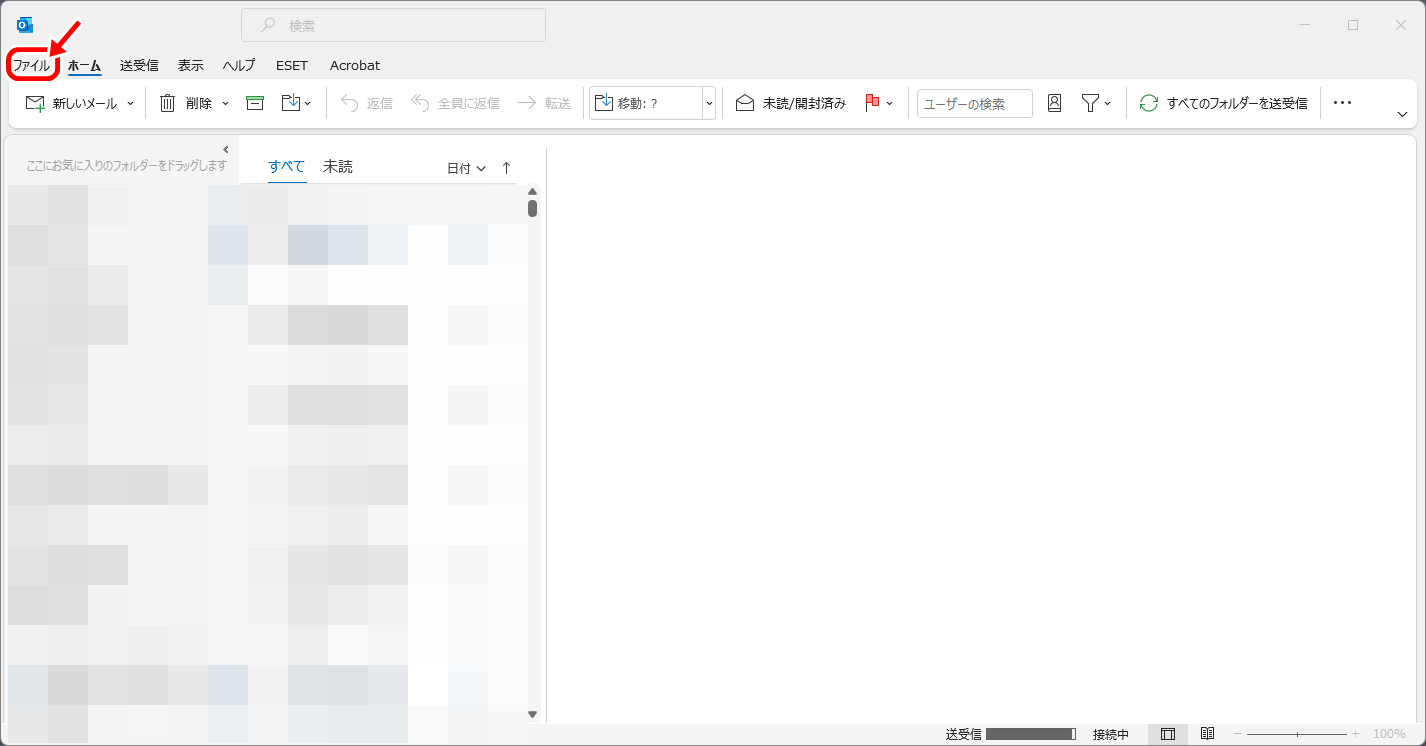 検索
ファイル ホーム 送受信 表示 ヘルプ ESET Acrobat
新しいメール 削除 返信 全員に返信 転送 移動: ? 未読/開封済み ユーザーの検索 すべてのフォルダーを送受信 ...
ここにお気に入りのフォルダーをドラッグします
すべて 未読 日付
送受信 接続中 100%